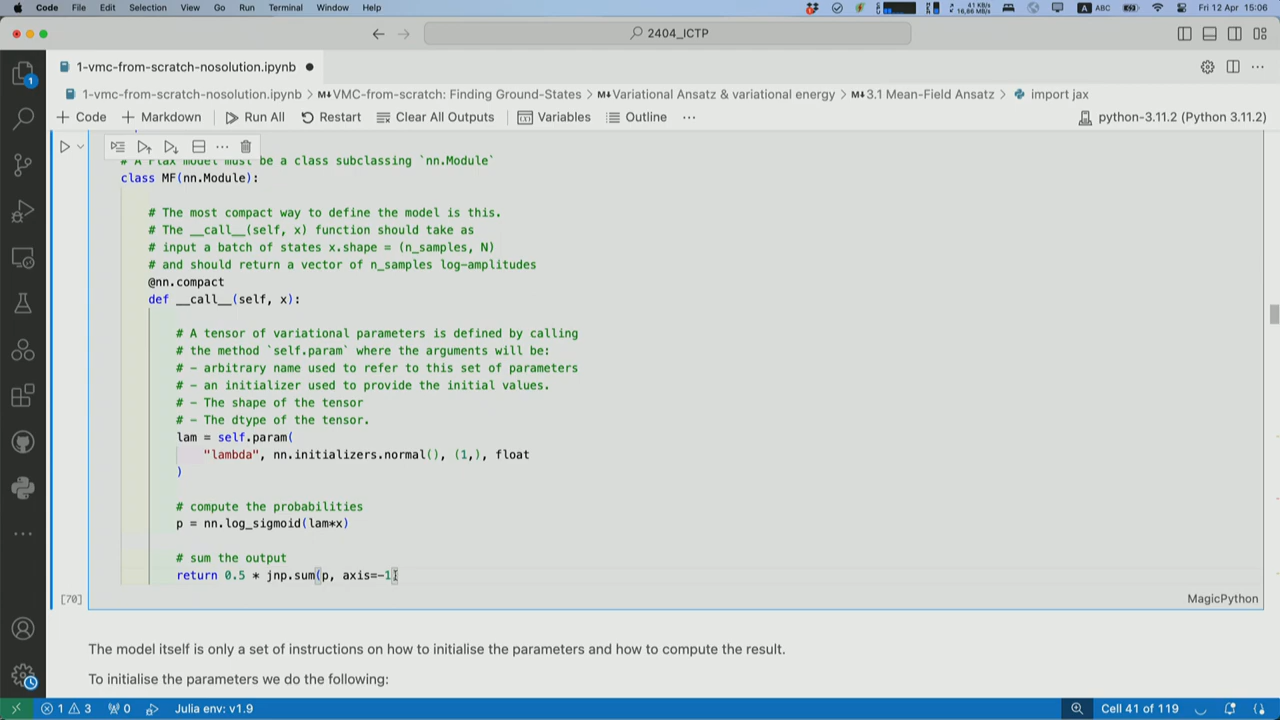 Code File Edit Selection View Go Run Terminal Window Help
41 KB/s
16,86 MB/s
A ABC
Fri 12 Apr 15:06
2404_ICTP
1-vmc-from-scratch-nosolution.ipynb
1-vmc-from-scratch-nosolution.ipynb > M↓VMC-from-scratch: Finding Ground-States > M↓Variational Ansatz & variational energy > M↓3.1 Mean-Field Ansatz > import jax
+ Code + Markdown Run All Restart Clear All Outputs Variables Outline ... python-3.11.2 (Python 3.11.2)
# A Flax model must be a class subclassing `nn.Module`
class MF(nn.Module):
# The most compact way to define the model is this.
# The __call__(self, x) function should take as
# input a batch of states x.shape = (n_samples, N)
# and should return a vector of n_samples log-amplitudes
@nn.compact
def __call__(self, x):
# A tensor of variational parameters is defined by calling
# the method `self.param` where the arguments will be:
# - arbitrary name used to refer to this set of parameters
# - an initializer used to provide the initial values.
# - The shape of the tensor
# - The dtype of the tensor.
lam = self.param(
"lambda", nn.initializers.normal(), (1,), float
)
# compute the probabilities
p = nn.log_sigmoid(lam*x)
# sum the output
return 0.5 * jnp.sum(p, axis=-1)
[70]
MagicPython
The model itself is only a set of instructions on how to initialise the parameters and how to compute the result.
To initialise the parameters we do the following:
1
1 3 0 Julia env: v1.9 Cell 41 of 119